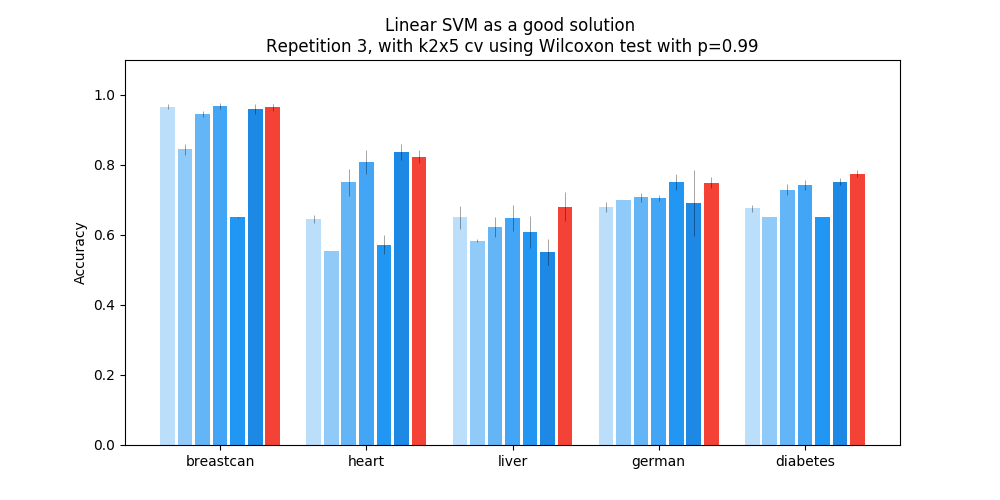 Linear SVM as a good solution
Repetition 3, with k2x5 cv using Wilcoxon test with p=0.99
Accuracy
1.0
0.8
0.6
0.4
0.2
0.0
breastcan
heart
liver
german
diabetes